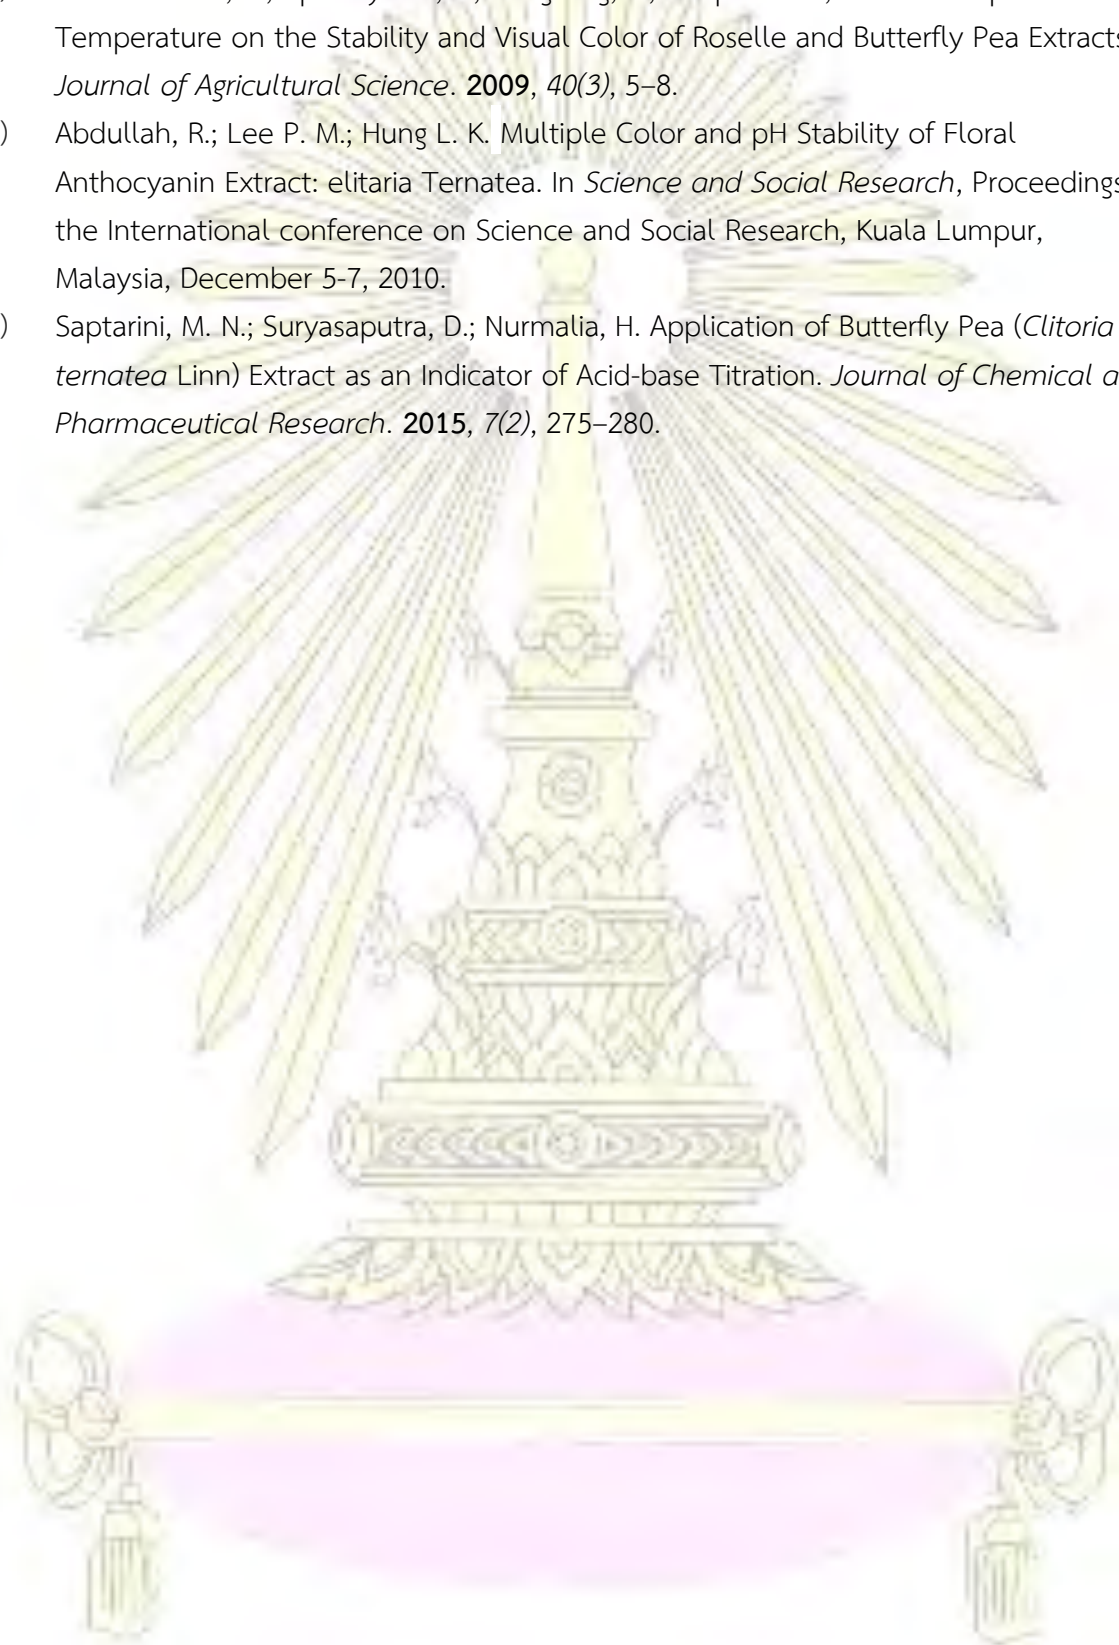 Temperature on the Stability and Visual Color of Roselle and Butterfly Pea Extracts
Journal of Agricultural Science. 2009, 40(3), 5–8.
) Abdullah, R.; Lee P. M.; Hung L. K. Multiple Color and pH Stability of Floral
Anthocyanin Extract: elitaria Ternatea. In Science and Social Research, Proceedings
the International conference on Science and Social Research, Kuala Lumpur,
Malaysia, December 5-7, 2010.
) Saptarini, M. N.; Suryasaputra, D.; Nurmalia, H. Application of Butterfly Pea (Clitoria
ternatea Linn) Extract as an Indicator of Acid-base Titration. Journal of Chemical a
Pharmaceutical Research. 2015, 7(2), 275–280.